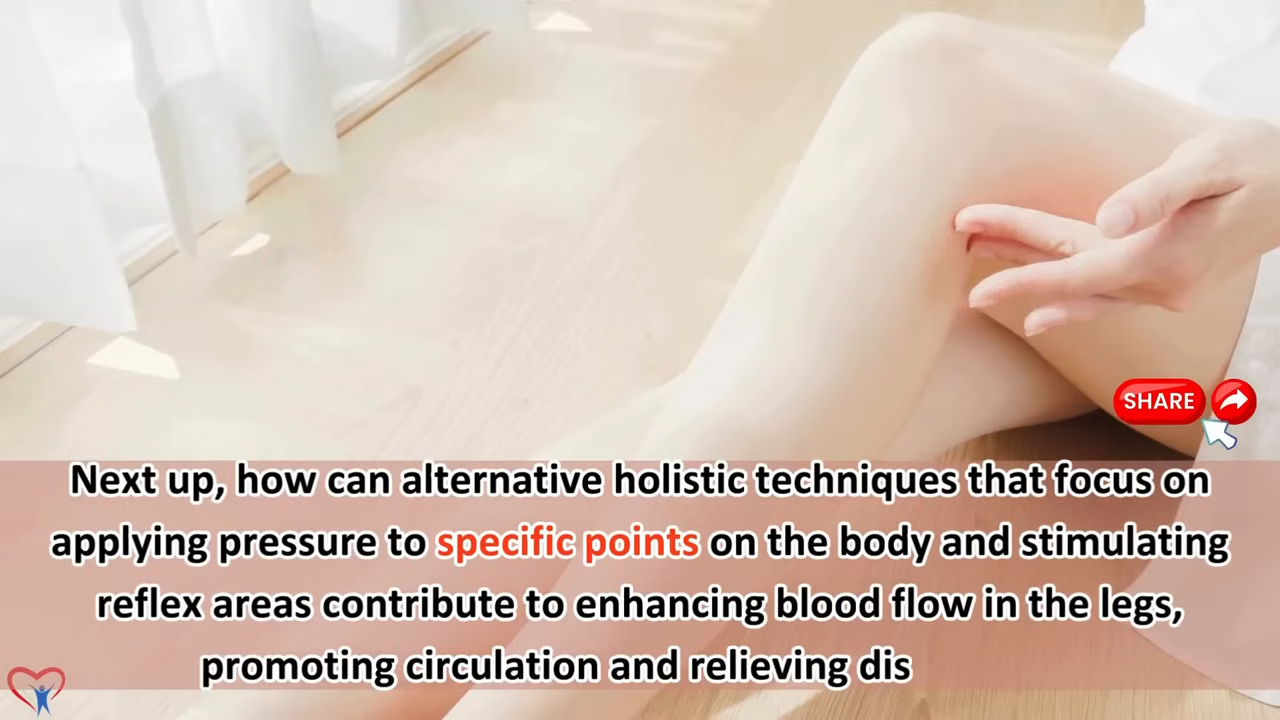 SHARE
Next up, how can alternative holistic techniques that focus on
applying pressure to specific points on the body and stimulating
reflex areas contribute to enhancing blood flow in the legs,
promoting circulation and relieving dis